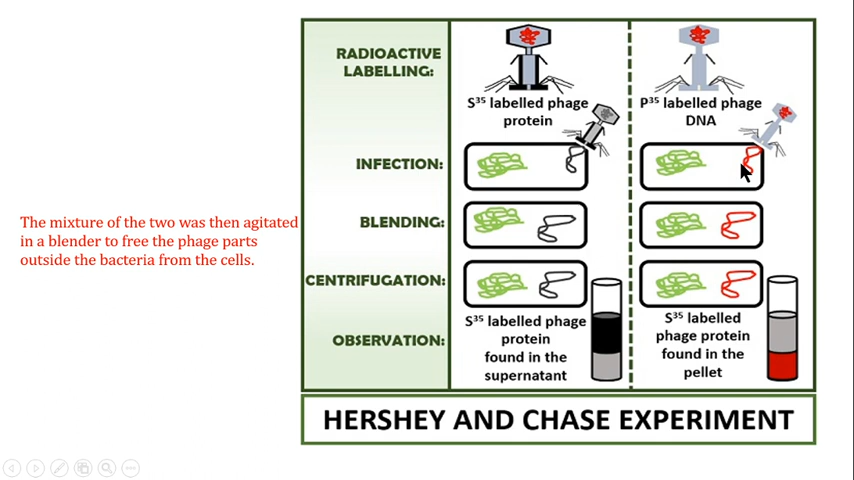 The mixture of the two was then agitated
in a blender to free the phage parts
outside the bacteria from the cells.
RADIOACTIVE
LABELLING:
S³⁵ labelled phage
protein
P³⁵ labelled phage
DNA
INFECTION:
BLENDING:
CENTRIFUGATION:
OBSERVATION:
S³⁵ labelled phage
protein
found in the
supernatant
S³⁵ labelled
phage protein
found in the
pellet
HERSHEY AND CHASE EXPERIMENT